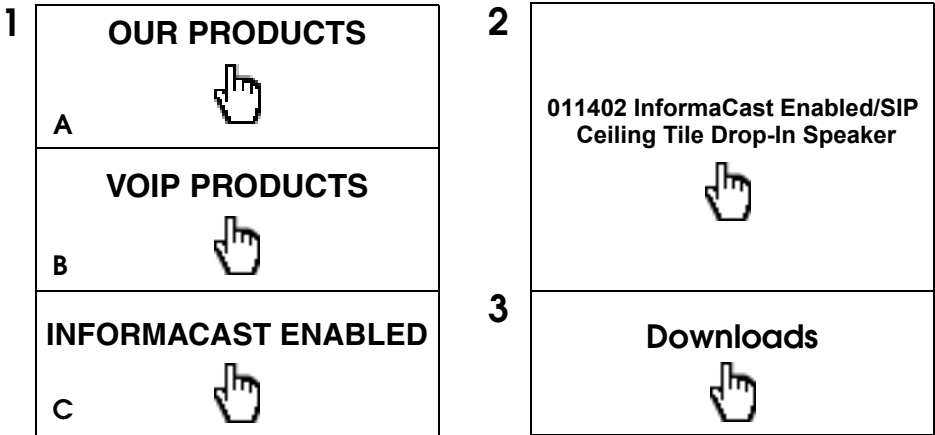 1
OUR PRODUCTS
A
VOIP PRODUCTS
B
INFORMACAST ENABLED
C
2
011402 InformaCast Enabled/SIP
Ceiling Tile Drop-In Speaker
3
Downloads